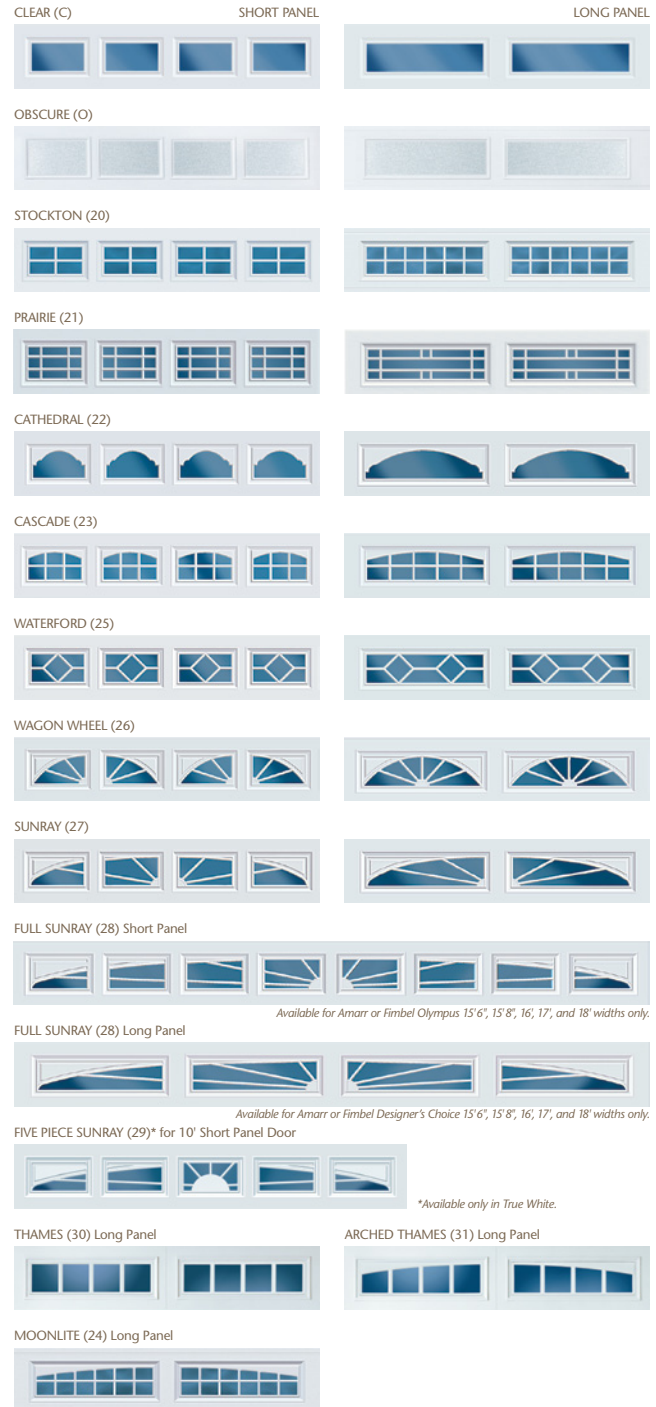 CLEAR (C) SHORT PANEL LONG PANEL
OBSCURE (O)
STOCKTON (20)
PRAIRIE (21)
CATHEDRAL (22)
CASCADE (23)
WATERFORD (25)
WAGON WHEEL (26)
SUNRAY (27)
FULL SUNRAY (28) Short Panel
Available for Amarr or Fimbel Olympus 15'6", 15'8", 16', 17', and 18' widths only.
FULL SUNRAY (28) Long Panel
Available for Amarr or Fimbel Designer's Choice 15'6", 15'8", 16', 17', and 18' widths only.
FIVE PIECE SUNRAY (29)* for 10' Short Panel Door
*Available only in True White.
THAMES (30) Long Panel ARCHED THAMES (31) Long Panel
MOONLITE (24) Long Panel